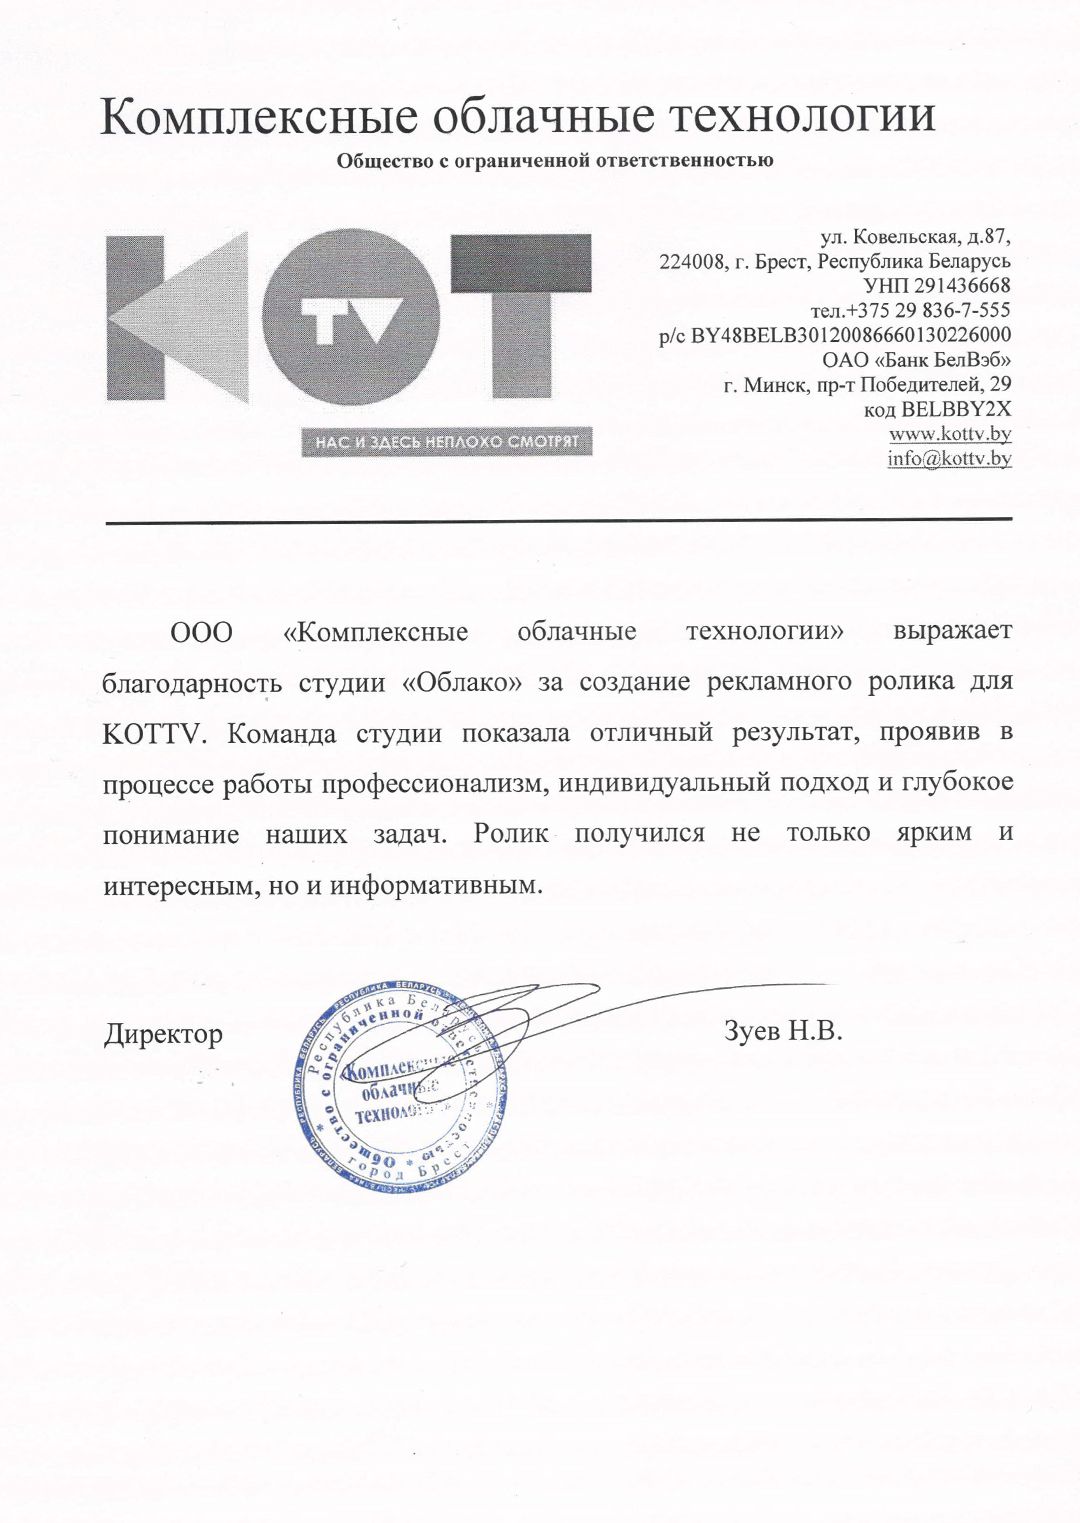 Комплексные облачные технологии
Общество с ограниченной ответственностью
КОТ
TV
НАС И ЗДЕСЬ НЕПЛОХО СМОТРЯТ
ул. Ковельская, д.87,
224008, г. Брест, Республика Беларусь
УНП 291436668
тел.+375 29 836-7-555
р/с BY48BELB30120086660130226000
ОАО «Банк БелВэб»
г. Минск, пр-т Победителей, 29
код BELBBY2X
www.kottv.by
info@kottv.by
ООО «Комплексные облачные технологии» выражает
благодарность студии «Облако» за создание рекламного ролика для
KOTTV. Команда студии показала отличный результат, проявив в
процессе работы профессионализм, индивидуальный подход и глубокое
понимание наших задач. Ролик получился не только ярким и
интересным, но и информативным.
Директор
Зуев Н.В.
РЕСПУБЛИКА БЕЛАРУСЬ
Республика Беларусь
город Брест
Общество с ограниченной ответственностью
«Комплексные
облачные
технологии»